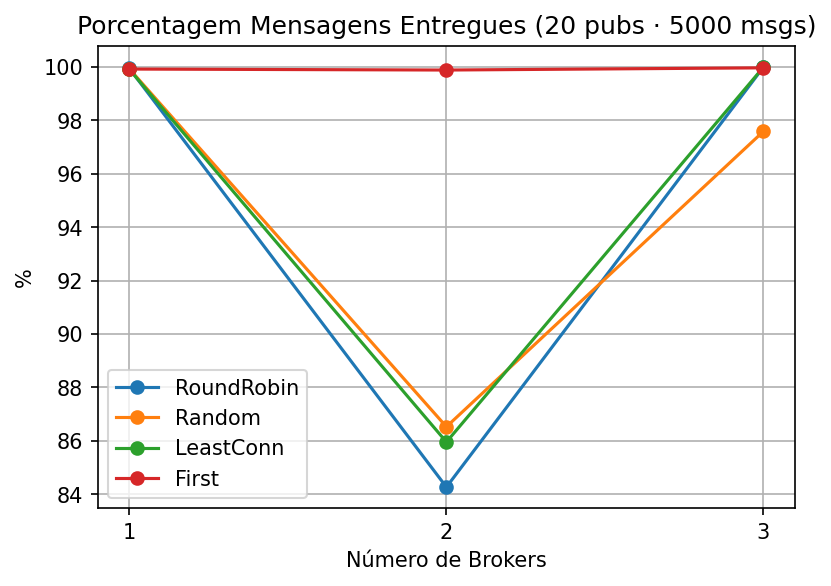 Porcentagem Mensagens Entregues (20 pubs · 5000 msgs)
%
100
98
96
94
92
90
88
86
84
RoundRobin
Random
LeastConn
First
1
2
3
Número de Brokers